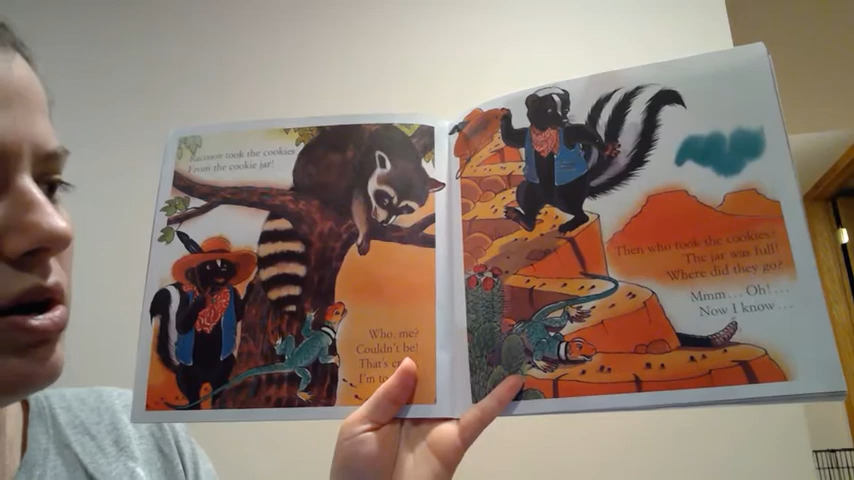 Raccoon took the cookies
From the cookie jar!
Who, me?
Couldn't be!
That's
I'm
Then who took the cookies?
The jar was full!
Where did they go?
Mmm... Oh!...
Now I know...